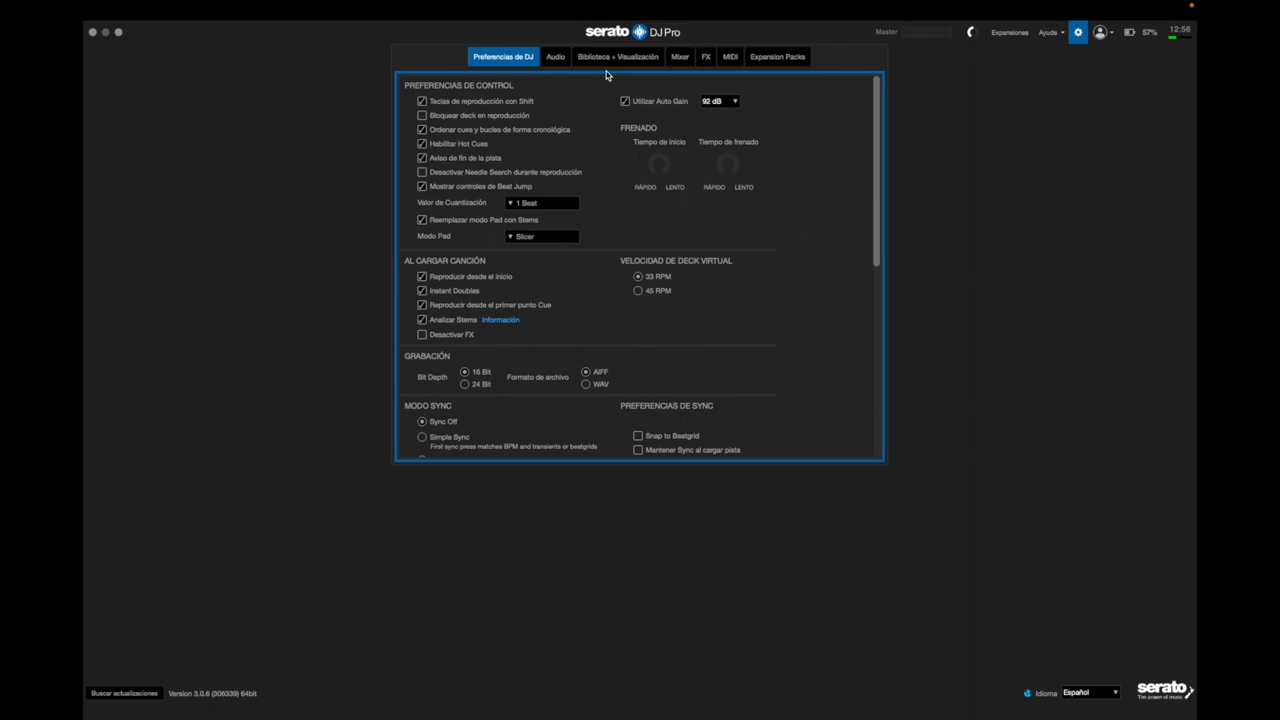 serato DJ Pro
Master
Expansiones
Ayuda
57%
12:56
Preferencias de DJ
Audio
Biblioteca + Visualización
Mixer
FX
MIDI
Expansion Packs
PREFERENCIAS DE CONTROL
Teclas de reproducción con Shift
Bloquear deck en reproducción
Ordenar cues y bucles de forma cronológica
Habilitar Hot Cues
Aviso de fin de la pista
Desactivar Needle Search durante reproducción
Mostrar controles de Beat Jump
Valor de Cuantización 1 Beat
Reemplazar modo Pad con Stems
Modo Pad Slicer
Utilizar Auto Gain 92 dB
FRENADO
Tiempo de inicio Tiempo de frenado
RÁPIDO LENTO RÁPIDO LENTO
AL CARGAR CANCIÓN
Reproducir desde el inicio
Instant Doubles
Reproducir desde el primer punto Cue
Analizar Stems Información
Desactivar FX
VELOCIDAD DE DECK VIRTUAL
33 RPM
45 RPM
GRABACIÓN
Bit Depth
16 Bit
24 Bit
Formato de archivo
AIFF
WAV
MODO SYNC
Sync Off
Simple Sync
First sync press matches BPM and transients or beatgrids
PREFERENCIAS DE SYNC
Snap to Beatgrid
Mantener Sync al cargar pista
Buscar actualizaciones
Version 3.0.6 (306339) 64bit
Idioma Español
serato
The power of music